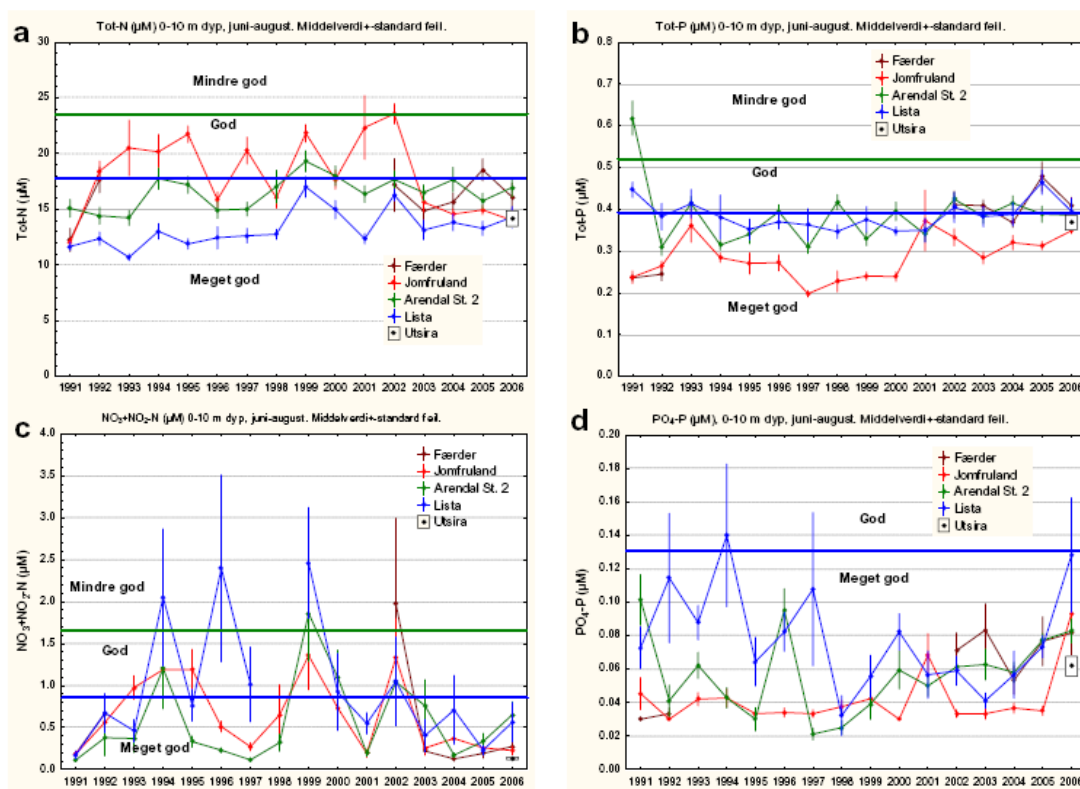 a
Tot-N (µM) 0-10 m dyp, juni-august. Middelverdi+-standard feil.
30
25
20
15
10
5
0
Tot-N (µM)
Mindre god
God
Meget god
Færder
Jomfruland
Arendal St. 2
Lista
Utsira
1991 1992 1993 1994 1995 1996 1997 1998 1999 2000 2001 2002 2003 2004 2005 2006
b
Tot-P (µM) 0-10 m dyp, juni-august. Middelverdi+-standard feil.
0.8
0.7
0.6
0.5
0.4
0.3
0.2
0.1
0.0
Tot-P (µM)
Færder
Jomfruland
Arendal St. 2
Lista
Utsira
Mindre god
God
Meget god
1991 1992 1993 1994 1995 1996 1997 1998 1999 2000 2001 2002 2003 2004 2005 2006
c
NO₃+NO₂-N (µM) 0-10 m dyp, juni-august. Middelverdi+-standard feil.
4.0
3.5
3.0
2.5
2.0
1.5
1.0
0.5
0.0
NO₃+NO₂-N (µM)
Færder
Jomfruland
Arendal St. 2
Lista
Utsira
Mindre god
God
Meget god
1991 1992 1993 1994 1995 1996 1997 1998 1999 2000 2001 2002 2003 2004 2005 2006
d
PO₄-P (µM), 0-10 m dyp, juni-august. Middelverdi+-standard feil.
0.20
0.18
0.16
0.14
0.12
0.10
0.08
0.06
0.04
0.02
0.00
PO₄-P (µM)
Færder
Jomfruland
Arendal St. 2
Lista
Utsira
God
Meget god
1991 1992 1993 1994 1995 1996 1997 1998 1999 2000 2001 2002 2003 2004 2005 2006